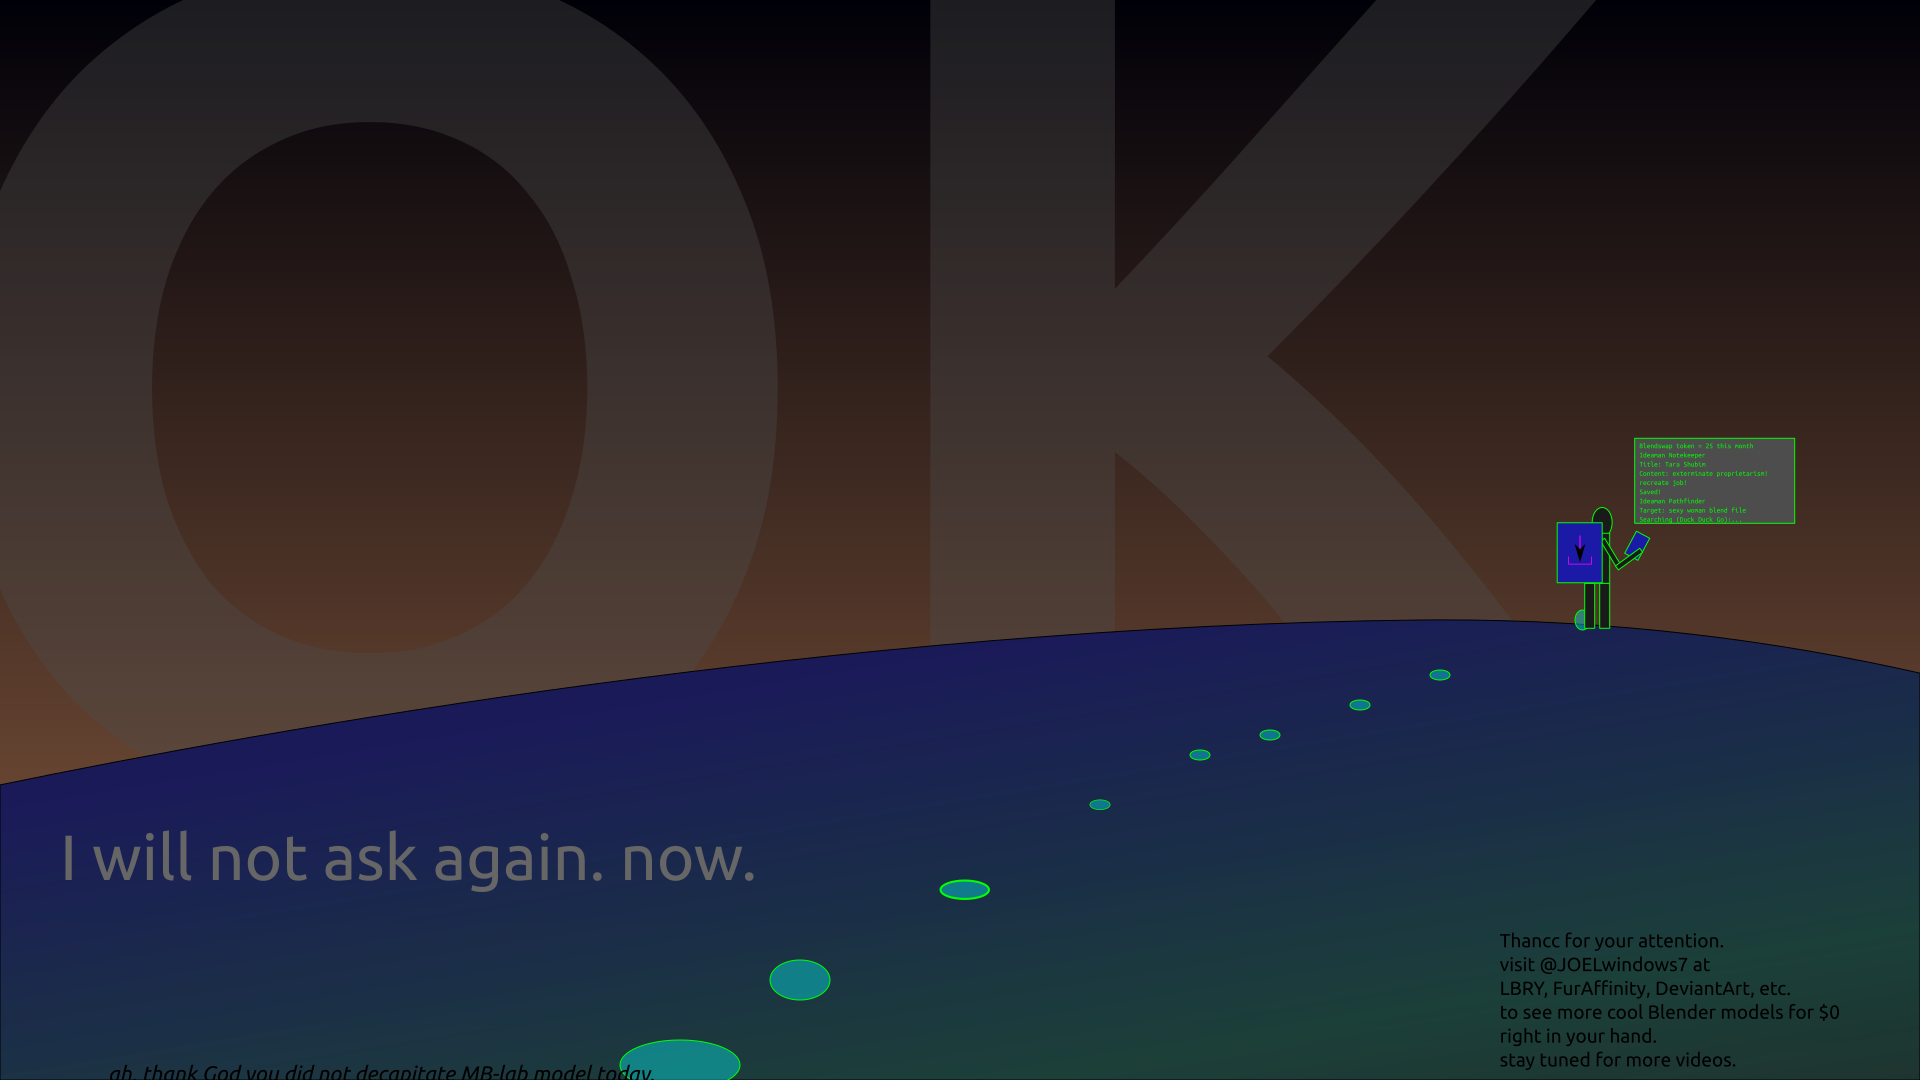 OK
Blendswap token = 25 this month
Ideaman Notekeeper
Title: Tara Shubin
Content: exterminate proprietarism!
recreate job!
Saved!
Ideaman Pathfinder
Target: sexy woman blend file
Searching (Duck Duck Go)....
I will not ask again. now.
Thancc for your attention.
visit @JOELwindows7 at
LBRY, FurAffinity, DeviantArt, etc.
to see more cool Blender models for $0
right in your hand.
stay tuned for more videos.
ah, thank God you did not decapitate MB-lab model today.